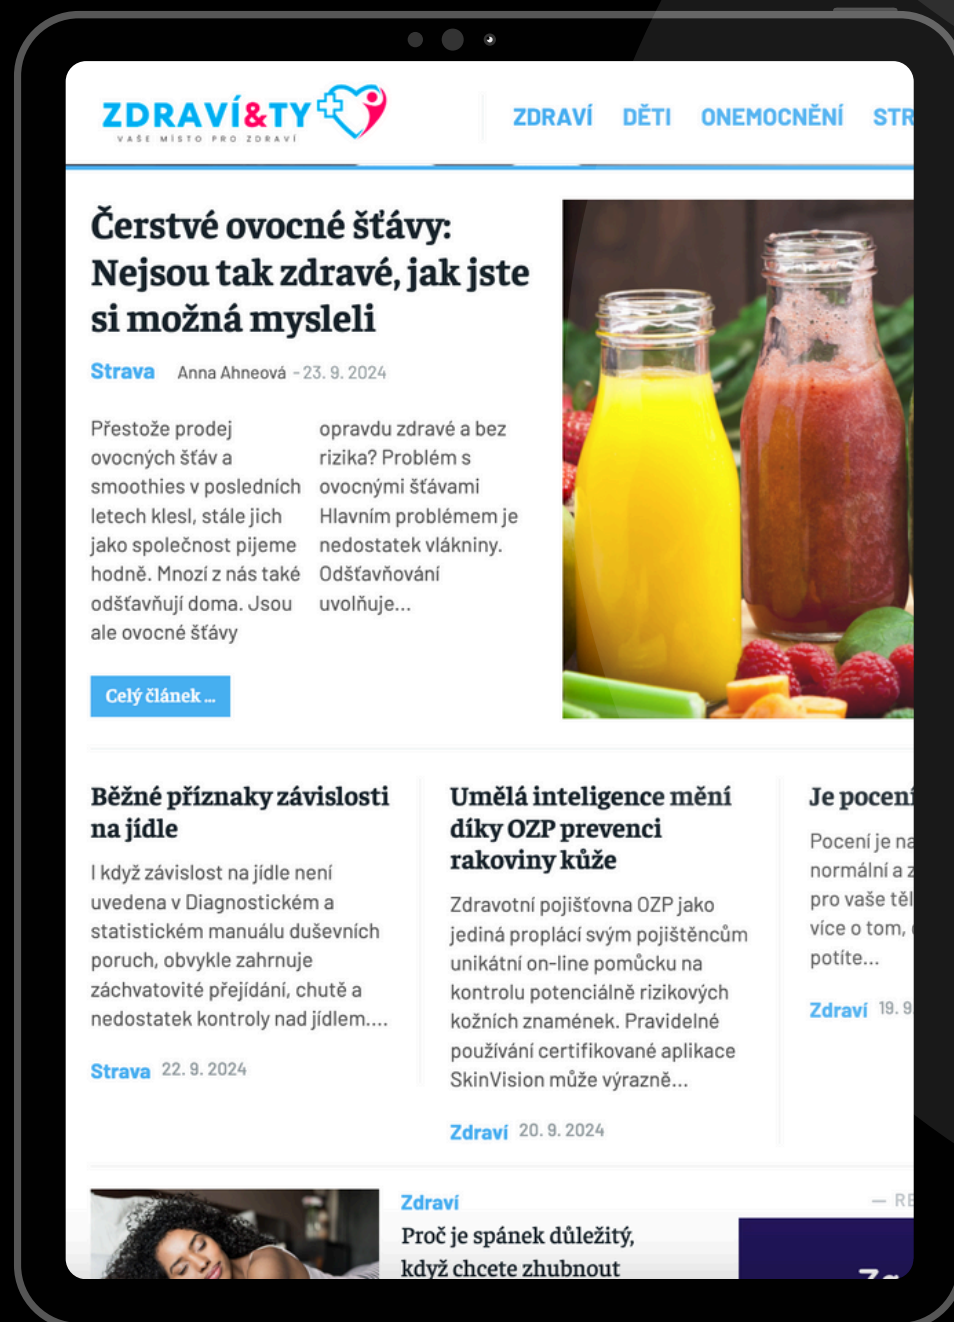 ZDRAVÍ&TY
VAŠE MÍSTO PRO ZDRAVÍ
ZDRAVÍ DĚTI ONEMOCNĚNÍ STR
Čerstvé ovocné šťávy:
Nejsou tak zdravé, jak jste
si možná mysleli
Strava Anna Ahneová - 23. 9. 2024
Přestože prodej
ovocných šťáv a
smoothies v posledních
letech klesl, stále jich
jako společnost pijeme
hodně. Mnozí z nás také
odšťavňují doma. Jsou
ale ovocné šťávy
opravdu zdravé a bez
rizika? Problém s
ovocnými šťávami
Hlavním problémem je
nedostatek vlákniny.
Odšťavňování
uvolňuje...
Celý článek ...
Běžné příznaky závislosti
na jídle
I když závislost na jídle není
uvedena v Diagnostickém a
statistickém manuálu duševních
poruch, obvykle zahrnuje
záchvatovité přejídání, chutě a
nedostatek kontroly nad jídlem....
Strava 22. 9. 2024
Umělá inteligence mění
díky OZP prevenci
rakoviny kůže
Zdravotní pojišťovna OZP jako
jediná proplácí svým pojištěncům
unikátní on-line pomůcku na
kontrolu potenciálně rizikových
kožních znamének. Pravidelné
používání certifikované aplikace
SkinVision může výrazně...
Zdraví 20. 9. 2024
Je pocení
Pocení je na
normální a z
pro vaše těl
více o tom,
potíte...
Zdraví 19. 9
Zdraví
Proč je spánek důležitý,
když chcete zhubnout
— RE